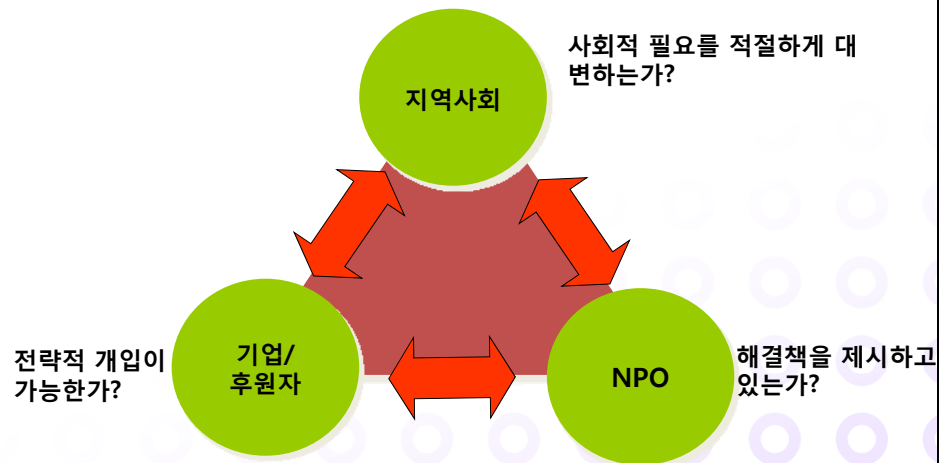 사회적 필요를 적절하게 대
변하는가?
지역사회
전략적 개입이
가능한가?
기업/
후원자
NPO
해결책을 제시하고
있는가?